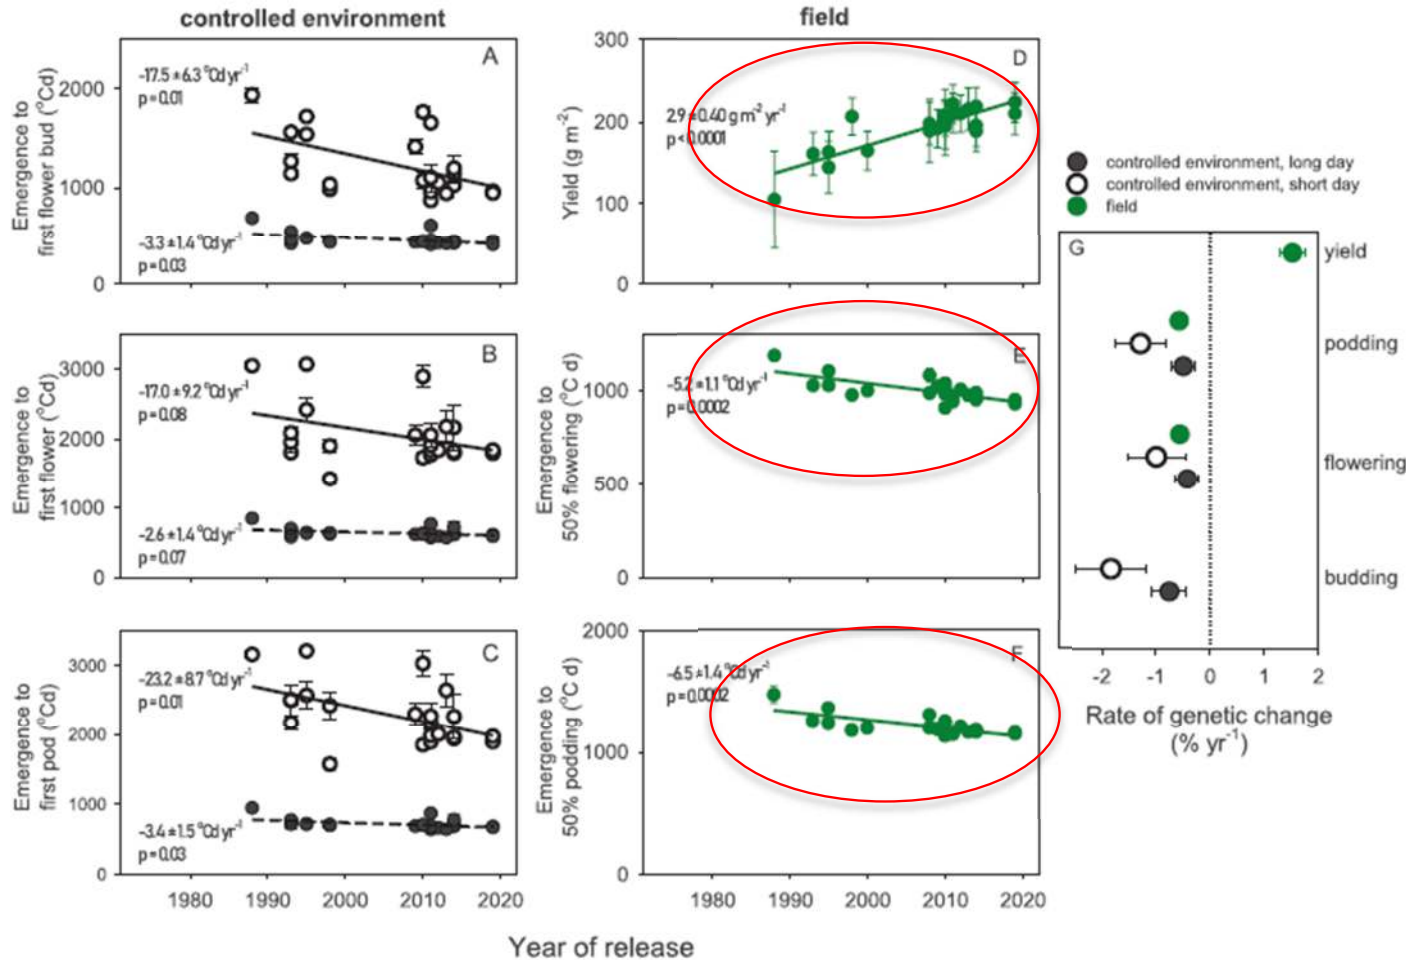 controlled environment
field
A
Emergence to
first flower bud (°Cd)
2000
1000
0
-17.5 ± 6.3 °Cd yr⁻¹
p = 0.01
-3.3 ± 1.4 °Cd yr⁻¹
p = 0.03
B
Emergence to
first flower (°Cd)
3000
2000
1000
0
-17.0 ± 9.2 °Cd yr⁻¹
p = 0.08
-2.6 ± 1.4 °Cd yr⁻¹
p = 0.07
C
Emergence to
first pod (°Cd)
3000
2000
1000
0
-23.2 ± 8.7 °Cd yr⁻¹
p = 0.01
-3.4 ± 1.5 °Cd yr⁻¹
p = 0.03
1980 1990 2000 2010 2020
D
Yield (g m⁻²)
300
200
100
0
2.9 ± 0.40 g m⁻² yr⁻¹
p < 0.0001
E
Emergence to
50% flowering (°C d)
1000
500
0
-5.2 ± 1.1 °Cd yr⁻¹
p = 0.0002
F
Emergence to
50% podding (°C d)
2000
1000
0
-6.5 ± 1.4 °Cd yr⁻¹
p = 0.0002
1980 1990 2000 2010 2020
Year of release
controlled environment, long day
controlled environment, short day
field
G
yield
podding
flowering
budding
-2 -1 0 1 2
Rate of genetic change
(% yr⁻¹)